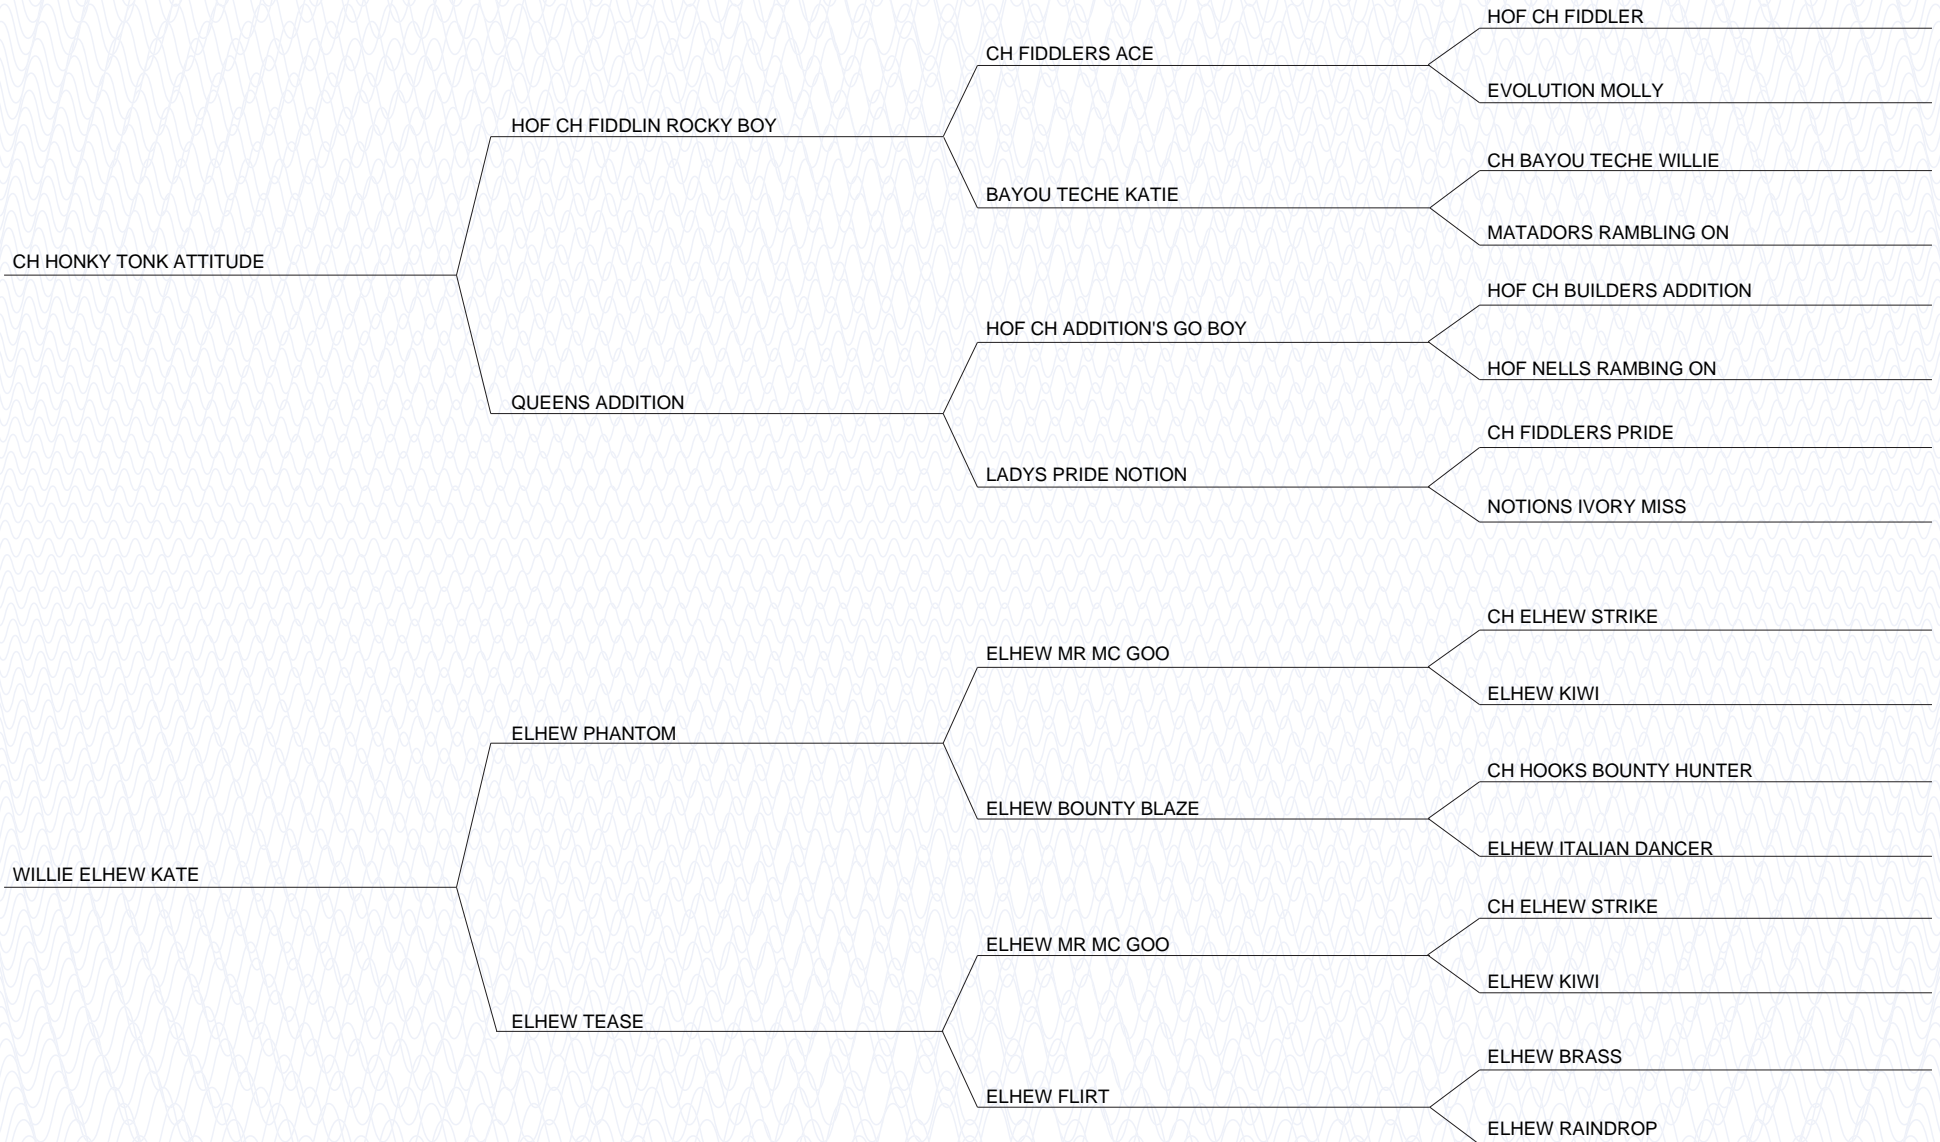 HOF CH FIDDLER
CH FIDDLERS ACE
EVOLUTION MOLLY
HOF CH FIDDLIN ROCKY BOY
CH BAYOU TECHE WILLIE
BAYOU TECHE KATIE
MATADORS RAMBLING ON
CH HONKY TONK ATTITUDE
HOF CH BUILDERS ADDITION
HOF CH ADDITION'S GO BOY
HOF NELLS RAMBING ON
QUEENS ADDITION
CH FIDDLERS PRIDE
LADYS PRIDE NOTION
NOTIONS IVORY MISS
CH ELHEW STRIKE
ELHEW MR MC GOO
ELHEW KIWI
ELHEW PHANTOM
CH HOOKS BOUNTY HUNTER
ELHEW BOUNTY BLAZE
ELHEW ITALIAN DANCER
WILLIE ELHEW KATE
CH ELHEW STRIKE
ELHEW MR MC GOO
ELHEW KIWI
ELHEW TEASE
ELHEW BRASS
ELHEW FLIRT
ELHEW RAINDROP